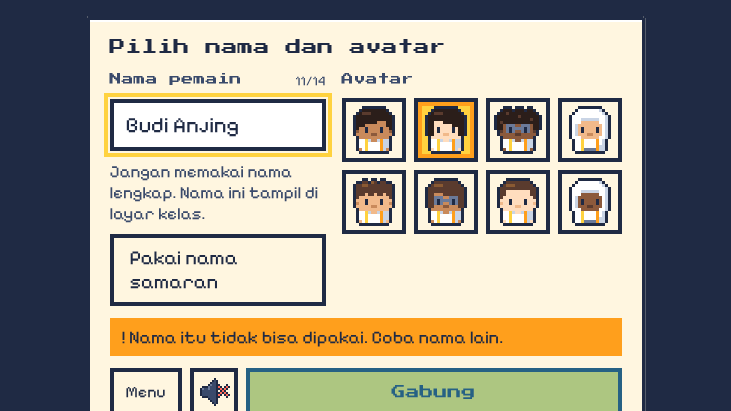 Pilih nama dan avatar
Nama pemain
11/14
Avatar
Budi Anjing
Jangan memakai nama
lengkap. Nama ini tampil di
layar kelas.
Pakai nama
samaran
! Nama itu tidak bisa dipakai. Coba nama lain.
Menu
Gabung